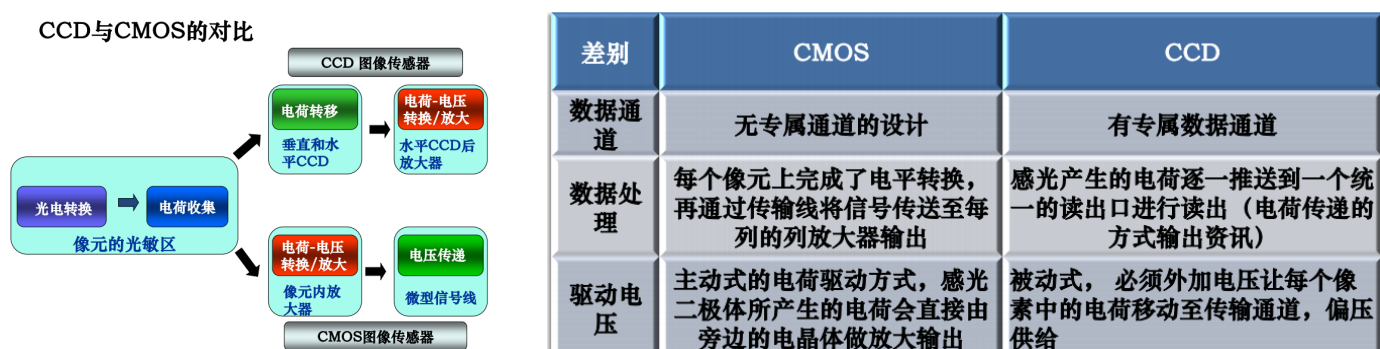 CCD与CMOS的对比
CCD 图像传感器
电荷转移
垂直和水
平CCD
电荷-电压
转换/放大
水平CCD后
放大器
光电转换
电荷收集
像元的光敏区
电荷-电压
转换/放大
像元内放
大器
电压传递
微型信号线
CMOS图像传感器
差别
CMOS
CCD
数据通
道
无专属通道的设计
有专属数据通道
数据处
理
每个像元上完成了电平转换，
再通过传输线将信号传送至每
列的列放大器输出
感光产生的电荷逐一推送到一个统
一的读出口进行读出（电荷传递的
方式输出资讯）
驱动电
压
主动式的电荷驱动方式，感光
二极体所产生的电荷会直接由
旁边的电晶体做放大输出
被动式， 必须外加电压让每个像
素中的电荷移动至传输通道，偏压
供给